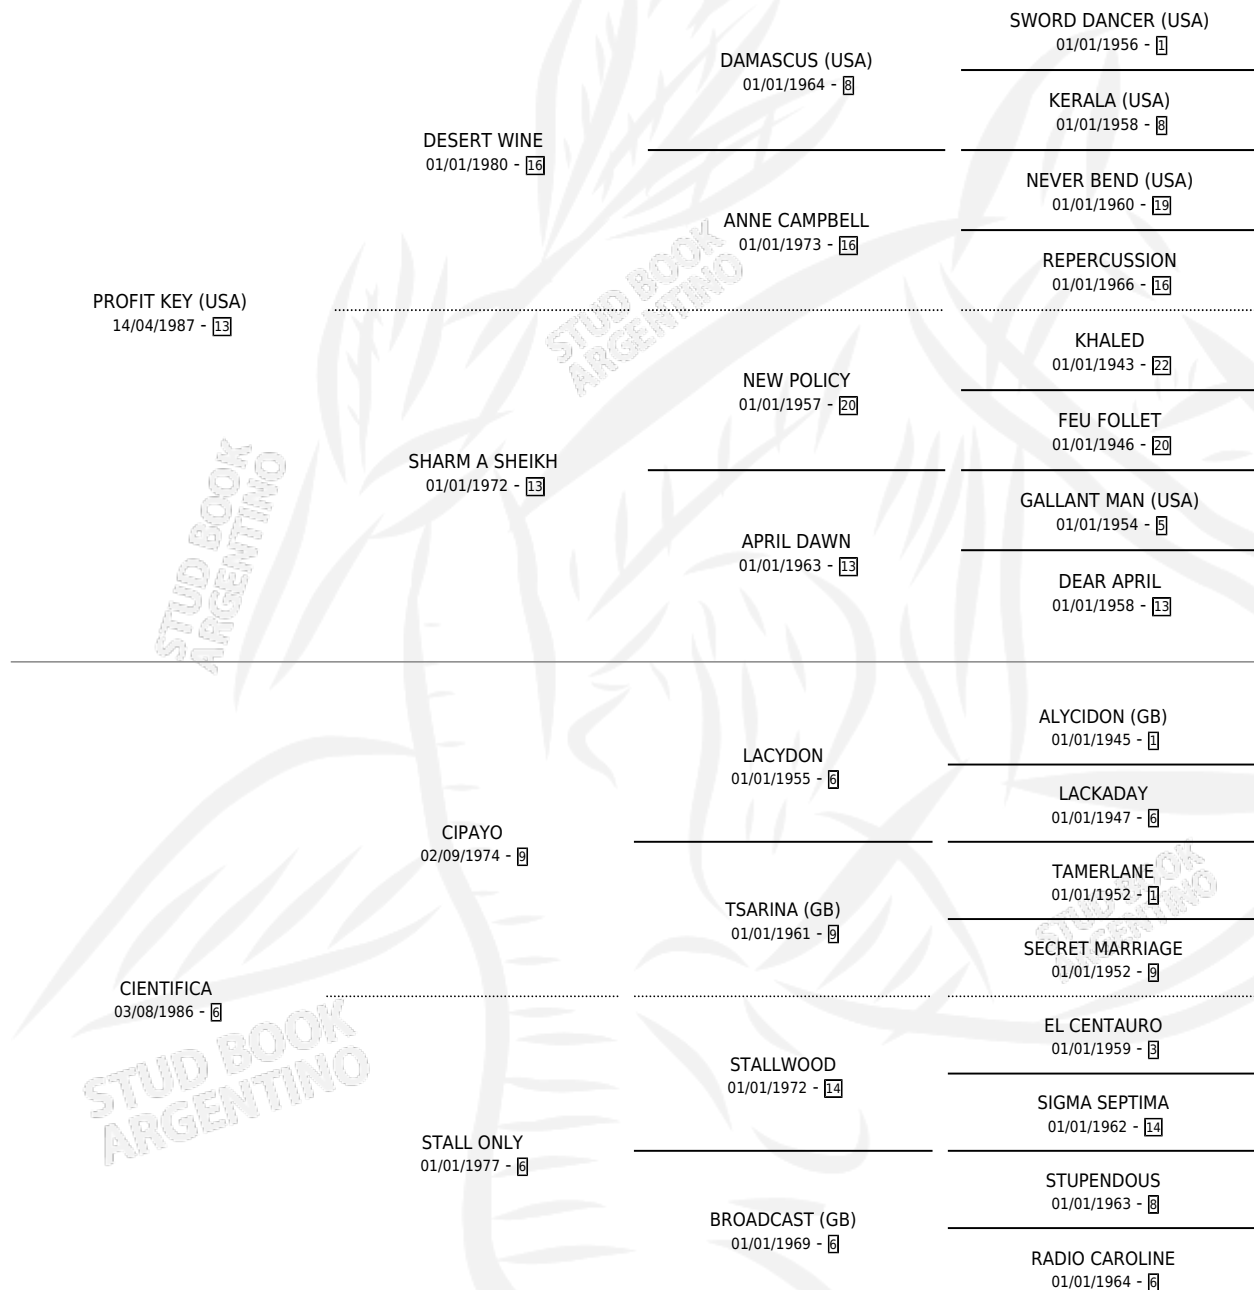 SWORD DANCER (USA)
01/01/1956 - 1
DAMASCUS (USA)
01/01/1964 - 8
KERALA (USA)
01/01/1958 - 8
DESERT WINE
01/01/1980 - 16
NEVER BEND (USA)
01/01/1960 - 19
ANNE CAMPBELL
01/01/1973 - 16
REPERCUSSION
01/01/1966 - 16
PROFIT KEY (USA)
14/04/1987 - 13
KHALED
01/01/1943 - 22
NEW POLICY
01/01/1957 - 20
FEU FOLLET
01/01/1946 - 20
SHARM A SHEIKH
01/01/1972 - 13
GALLANT MAN (USA)
01/01/1954 - 5
APRIL DAWN
01/01/1963 - 13
DEAR APRIL
01/01/1958 - 13
ALYCIDON (GB)
01/01/1945 - 1
LACYDON
01/01/1955 - 6
LACKADAY
01/01/1947 - 6
CIPAYO
02/09/1974 - 9
TAMERLANE
01/01/1952 - 1
TSARINA (GB)
01/01/1961 - 9
SECRET MARRIAGE
01/01/1952 - 9
CIENTIFICA
03/08/1986 - 6
EL CENTAURO
01/01/1959 - 3
STALLWOOD
01/01/1972 - 14
SIGMA SEPTIMA
01/01/1962 - 14
STALL ONLY
01/01/1977 - 6
STUPENDOUS
01/01/1963 - 8
BROADCAST (GB)
01/01/1969 - 6
RADIO CAROLINE
01/01/1964 - 6
STUD BOOK
ARGENTINO
STUD BOOK
ARGENTINO
STUD BOOK
ARGENTINO
STUD BOOK
ARGENTINO